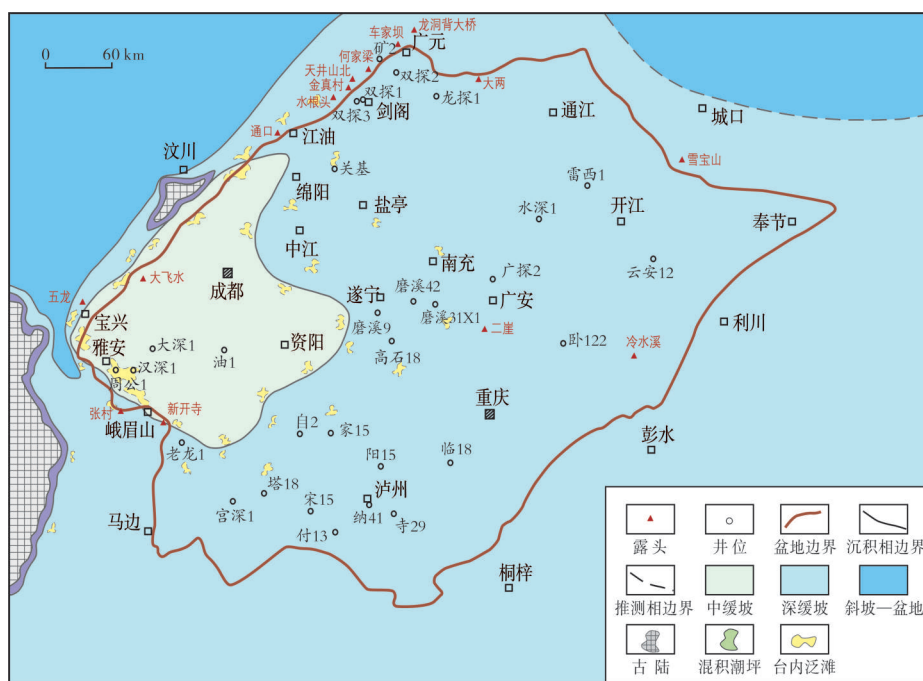 龙洞背大桥
车家坝
广元
矿2
何家梁
0 60 km
天井山北
双探2
大两
金真村
双探1
龙探1
水根头
双探3
剑阁
通江
城口
通口
江油
汶川
关基
雪宝山
绵阳
雷西1
盐亭
水深1
开江
奉节
中江
南充
云安12
广探2
大飞水
成都
遂宁
磨溪42
广安
五龙
磨溪31X1
宝兴
磨溪9
二崖
利川
雅安
大深1
油1
资阳
高石18
卧122
冷水溪
汉深1
周公1
重庆
张村
新开寺
峨眉山
自2
家15
彭水
老龙1
阳15
临18
塔18
泸州
宫深1
宋15
纳41
寺29
马边
付13
桐梓
露头
井位
盆地边界
沉积相边界
推测相边界
中缓坡
深缓坡
斜坡—盆地
古陆
混积潮坪
台内泛滩